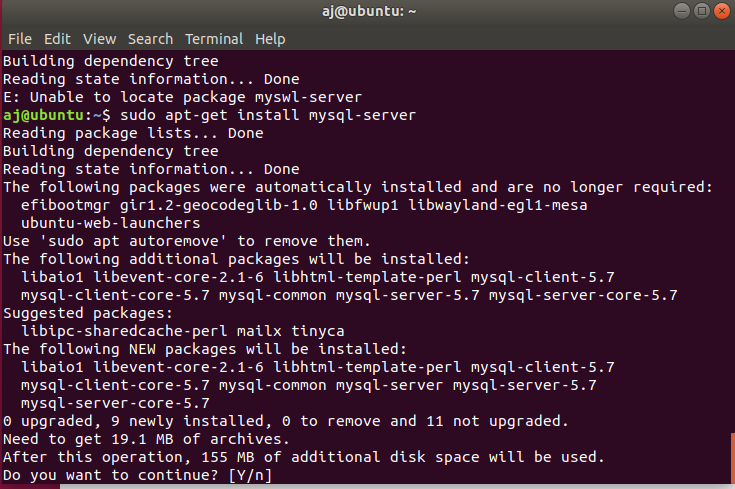 aj@ubuntu: ~
File Edit View Search Terminal Help
Building dependency tree
Reading state information... Done
E: Unable to locate package myswl-server
aj@ubuntu:~$ sudo apt-get install mysql-server
Reading package lists... Done
Building dependency tree
Reading state information... Done
The following packages were automatically installed and are no longer required:
  efibootmgr gir1.2-geocodeglib-1.0 libfwup1 libwayland-egl1-mesa
  ubuntu-web-launchers
Use 'sudo apt autoremove' to remove them.
The following additional packages will be installed:
  libaio1 libevent-core-2.1-6 libhtml-template-perl mysql-client-5.7
  mysql-client-core-5.7 mysql-common mysql-server-5.7 mysql-server-core-5.7
Suggested packages:
  libipc-sharedcache-perl mailx tinyca
The following NEW packages will be installed:
  libaio1 libevent-core-2.1-6 libhtml-template-perl mysql-client-5.7
  mysql-client-core-5.7 mysql-common mysql-server mysql-server-5.7
  mysql-server-core-5.7
0 upgraded, 9 newly installed, 0 to remove and 11 not upgraded.
Need to get 19.1 MB of archives.
After this operation, 155 MB of additional disk space will be used.
Do you want to continue? [Y/n]